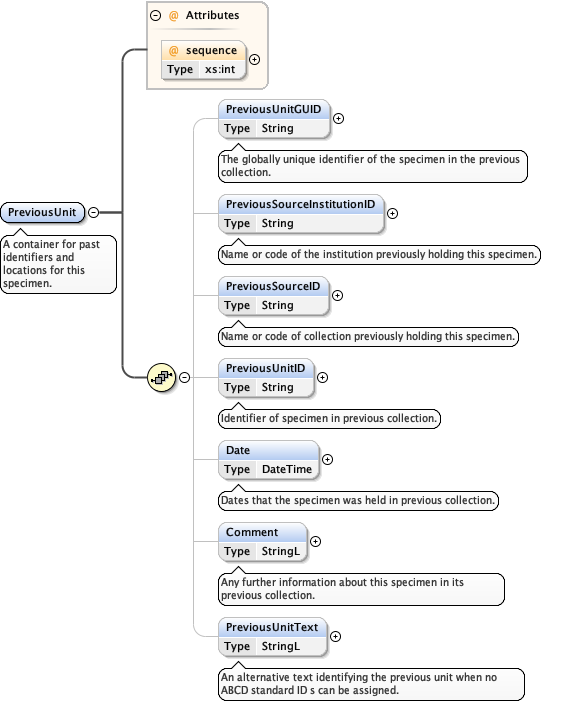 @ Attributes
@ sequence
Type xs:int
PreviousUnit
A container for past
identifiers and
locations for this
specimen.
PreviousUnitGUID
Type String
The globally unique identifier of the specimen in the previous
collection.
PreviousSourceInstitutionID
Type String
Name or code of the institution previously holding this specimen.
PreviousSourceID
Type String
Name or code of collection previously holding this specimen.
PreviousUnitID
Type String
Identifier of specimen in previous collection.
Date
Type DateTime
Dates that the specimen was held in previous collection.
Comment
Type StringL
Any further information about this specimen in its
previous collection.
PreviousUnitText
Type StringL
An alternative text identifying the previous unit when no
ABCD standard ID s can be assigned.